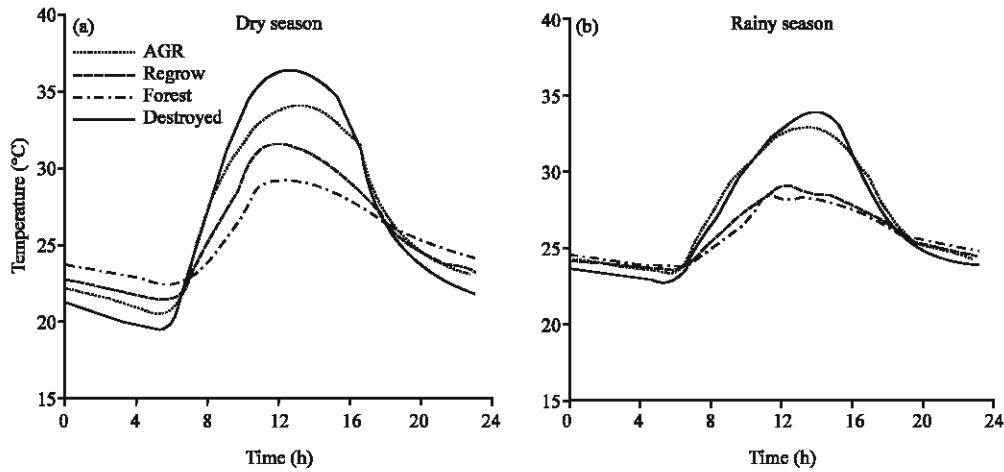 (a) Dry season
AGR
Regrow
Forest
Destroyed
Temperature (°C)
40
35
30
25
20
15
0 4 8 12 16 20 24
Time (h)
(b) Rainy season
40
35
30
25
20
15
0 4 8 12 16 20 24
Time (h)